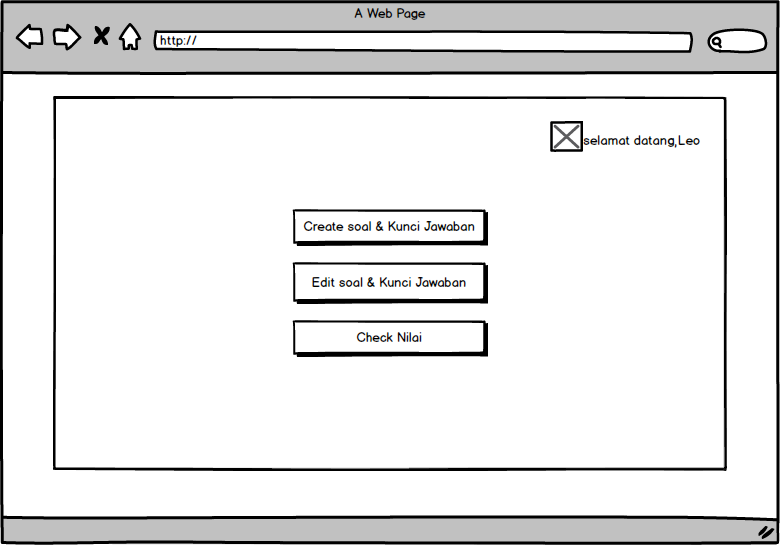 A Web Page
http://
selamat datang,Leo
Create soal & Kunci Jawaban
Edit soal & Kunci Jawaban
Check Nilai